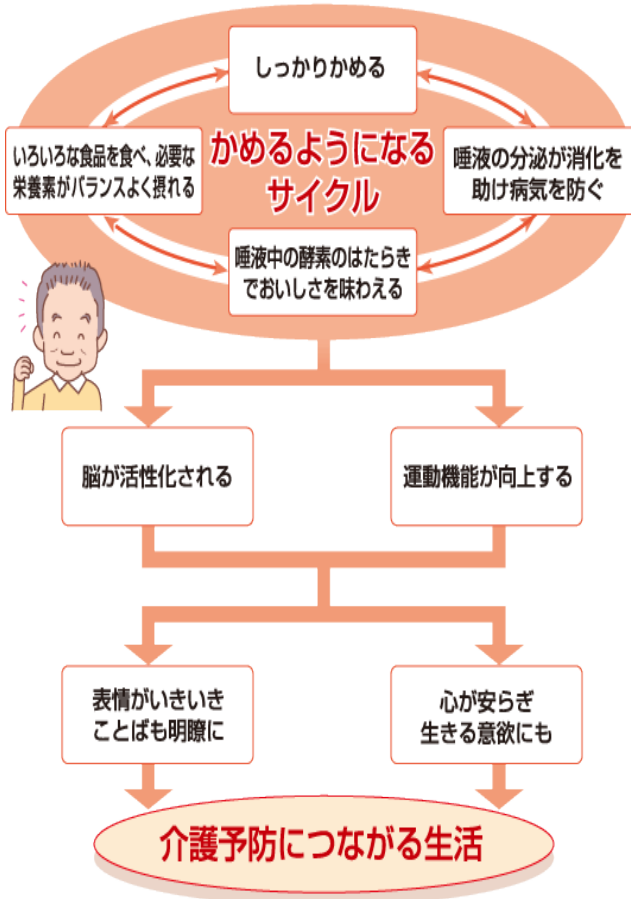 しっかりかめる
いろいろな食品を食べ、必要な
栄養素がバランスよく摂れる
かめるようになる
サイクル
唾液の分泌が消化を
助け病気を防ぐ
唾液中の酵素のはたらき
でおいしさを味わえる
脳が活性化される
運動機能が向上する
表情がいきいき
ことばも明瞭に
心が安らぎ
生きる意欲にも
介護予防につながる生活